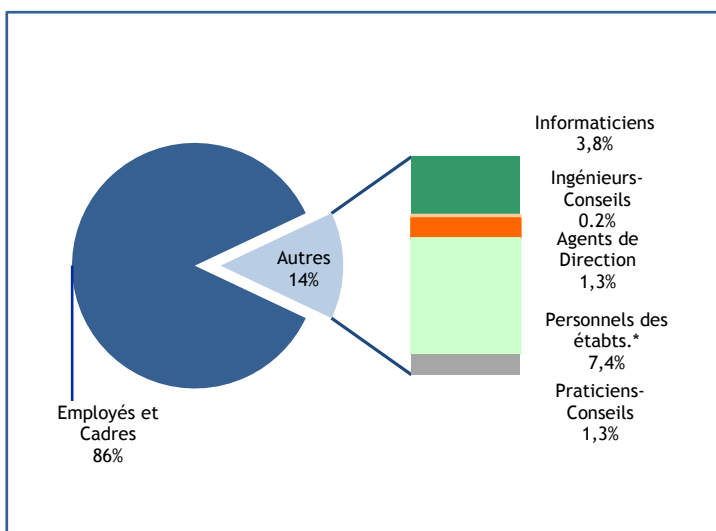 Informaticiens
3,8%
Ingénieurs-
Conseils
0.2%
Agents de
Direction
1,3%
Personnels des
étabts.*
7,4%
Praticiens-
Conseils
1,3%
Autres
14%
Employés et
Cadres
86%